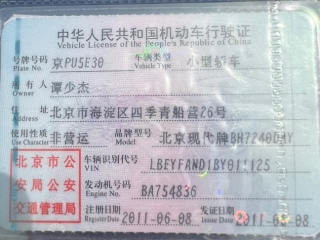 中华人民共和国机动车行驶证
Vehicle License of the People's Republic of China
号牌号码 京PU5E30 车辆类型 小型轿车
Plate No. Vehicle Type
所有人 谭少杰
Owner
住址 北京市海淀区四季青船营26号
Address
使用性质 非营运 品牌型号 北京现代牌BH7240DAY
Use Character Model
北京市公安局公安交通管理局
车辆识别代号 LBEYFAND1BY011125
VIN
发动机号码 BA754836
Engine No.
注册日期 2011-06-08 发证日期 2011-06-08
Register Date Issue Date